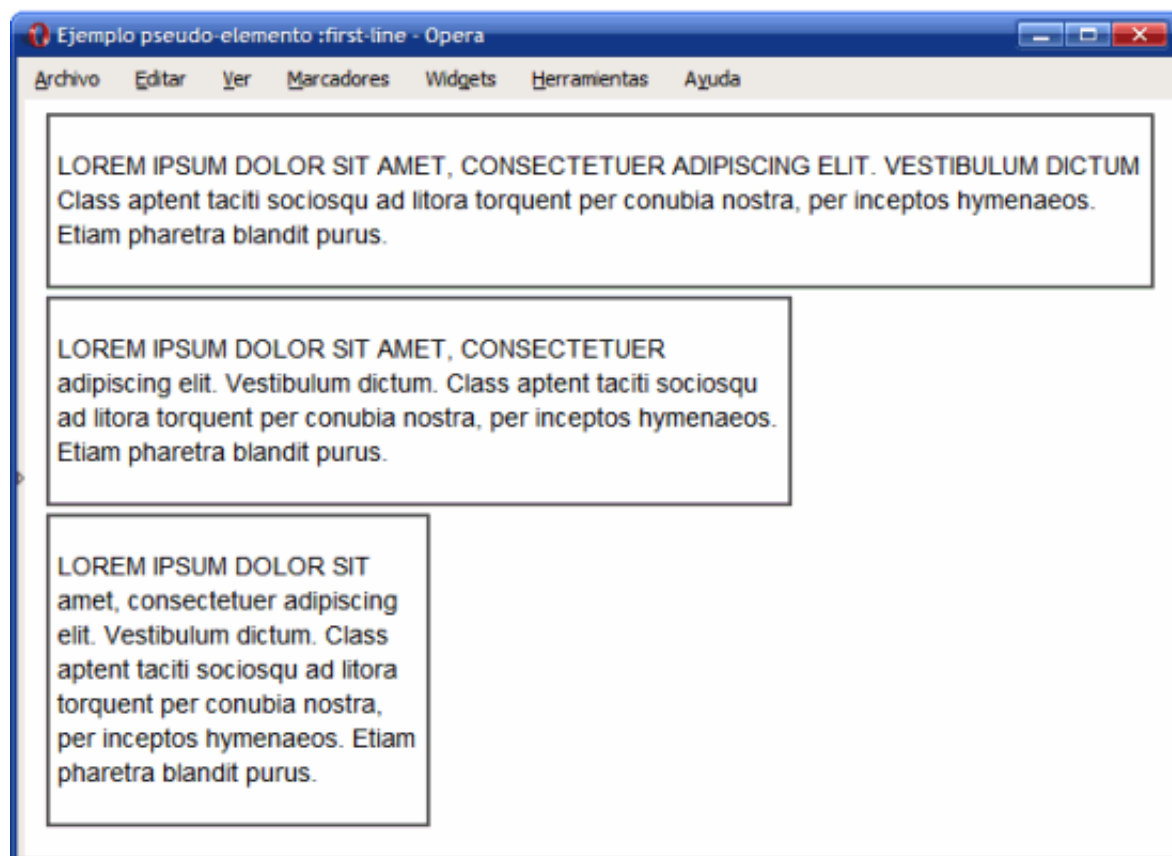 Ejemplo pseudo-elemento :first-line - Opera
Archivo Editar Ver Marcadores Widgets Herramientas Ayuda
LOREM IPSUM DOLOR SIT AMET, CONSECTETUER ADIPISCING ELIT. VESTIBULUM DICTUM
Class aptent taciti sociosqu ad litora torquent per conubia nostra, per inceptos hymenaeos.
Etiam pharetra blandit purus.
LOREM IPSUM DOLOR SIT AMET, CONSECTETUER
adipiscing elit. Vestibulum dictum. Class aptent taciti sociosqu
ad litora torquent per conubia nostra, per inceptos hymenaeos.
Etiam pharetra blandit purus.
LOREM IPSUM DOLOR SIT
amet, consectetuer adipiscing
elit. Vestibulum dictum. Class
aptent taciti sociosqu ad litora
torquent per conubia nostra,
per inceptos hymenaeos. Etiam
pharetra blandit purus.